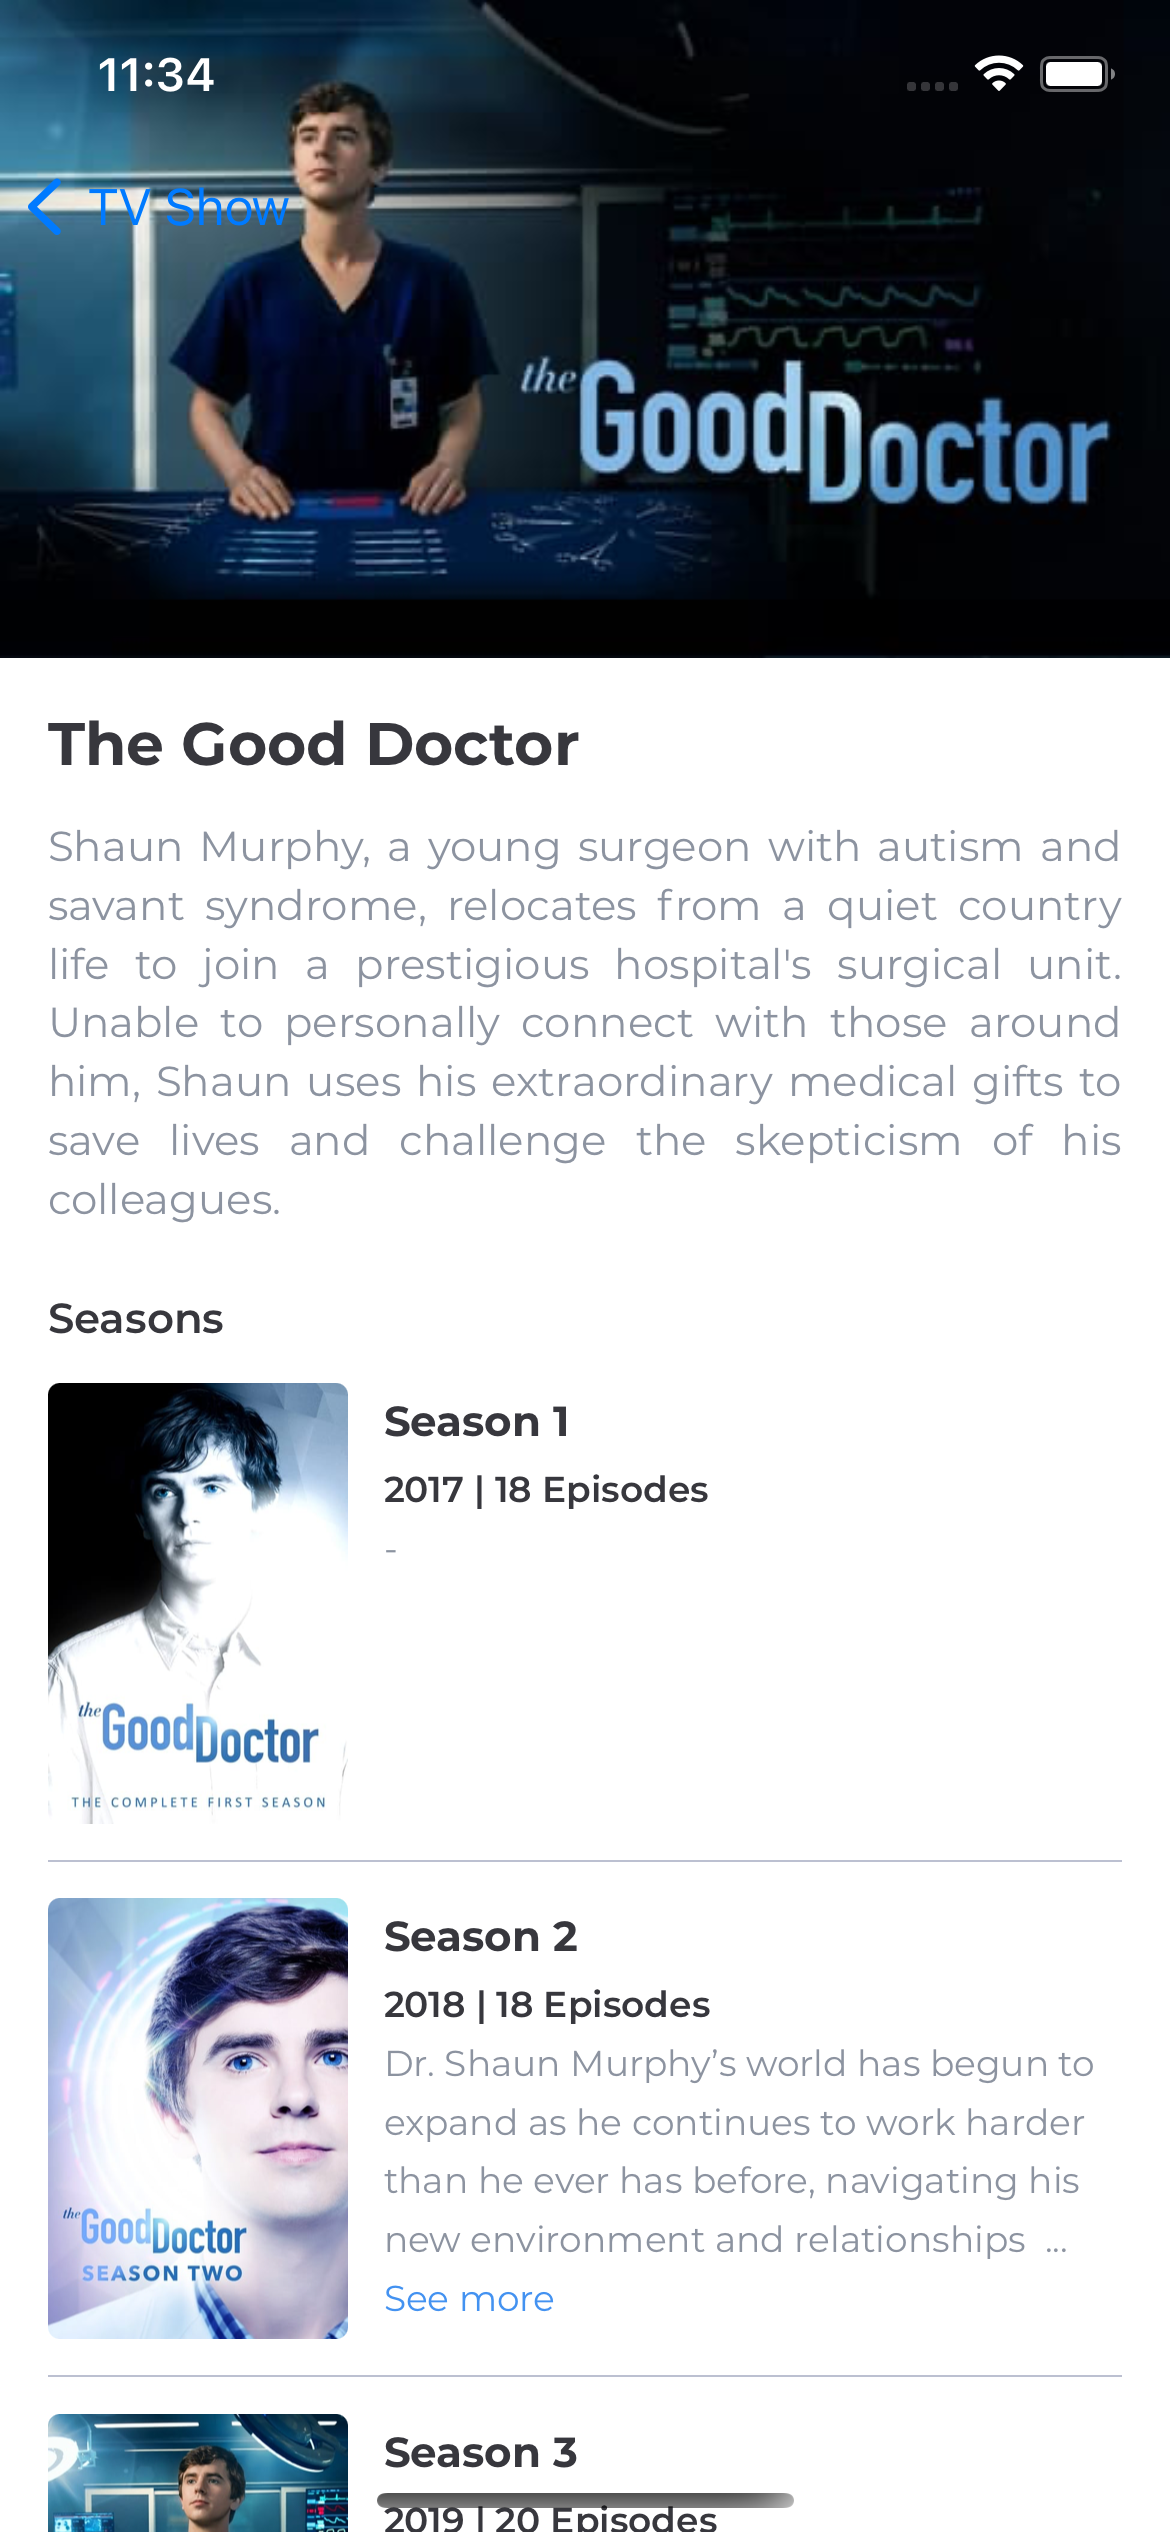 11:34
TV Show
the Good Doctor
The Good Doctor
Shaun Murphy, a young surgeon with autism and
savant syndrome, relocates from a quiet country
life to join a prestigious hospital's surgical unit.
Unable to personally connect with those around
him, Shaun uses his extraordinary medical gifts to
save lives and challenge the skepticism of his
colleagues.
Seasons
the Good Doctor
THE COMPLETE FIRST SEASON
Season 1
2017 | 18 Episodes
-
the Good Doctor
SEASON TWO
Season 2
2018 | 18 Episodes
Dr. Shaun Murphy’s world has begun to
expand as he continues to work harder
than he ever has before, navigating his
new environment and relationships ...
See more
Season 3
2019 | 20 Episodes